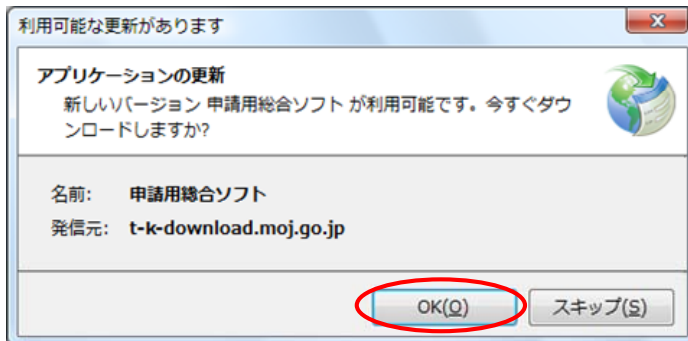 利用可能な更新があります
アプリケーションの更新
新しいバージョン 申請用総合ソフト が利用可能です。今すぐダウ
ンロードしますか?
名前: 申請用総合ソフト
発信元: t-k-download.moj.go.jp
OK(O) スキップ(S)